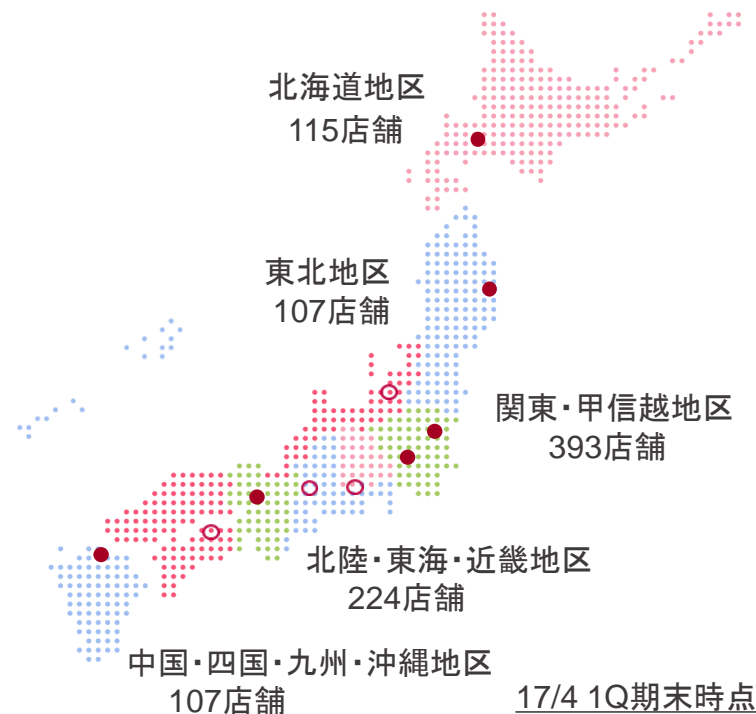 北海道地区
115店舗
東北地区
107店舗
関東・甲信越地区
393店舗
北陸・東海・近畿地区
224店舗
中国・四国・九州・沖縄地区
107店舗
17/4 1Q期末時点